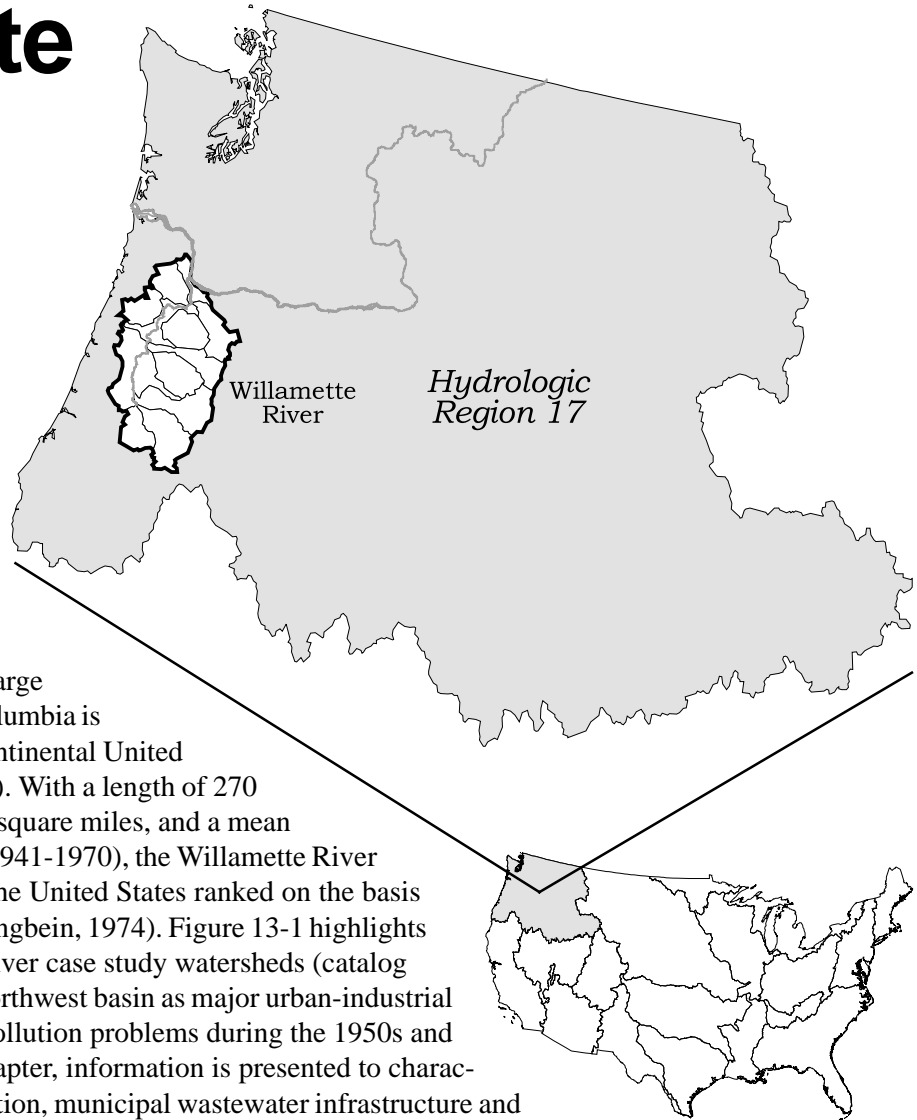 te
Willamette
River
Hydrologic
Region 17
arge
lumbia is
ntinental United
). With a length of 270
square miles, and a mean
941-1970), the Willamette River
he United States ranked on the basis
ngbein, 1974). Figure 13-1 highlights
iver case study watersheds (catalog
orthwest basin as major urban-industrial
ollution problems during the 1950s and
apter, information is presented to charac-
tion, municipal wastewater infrastructure and